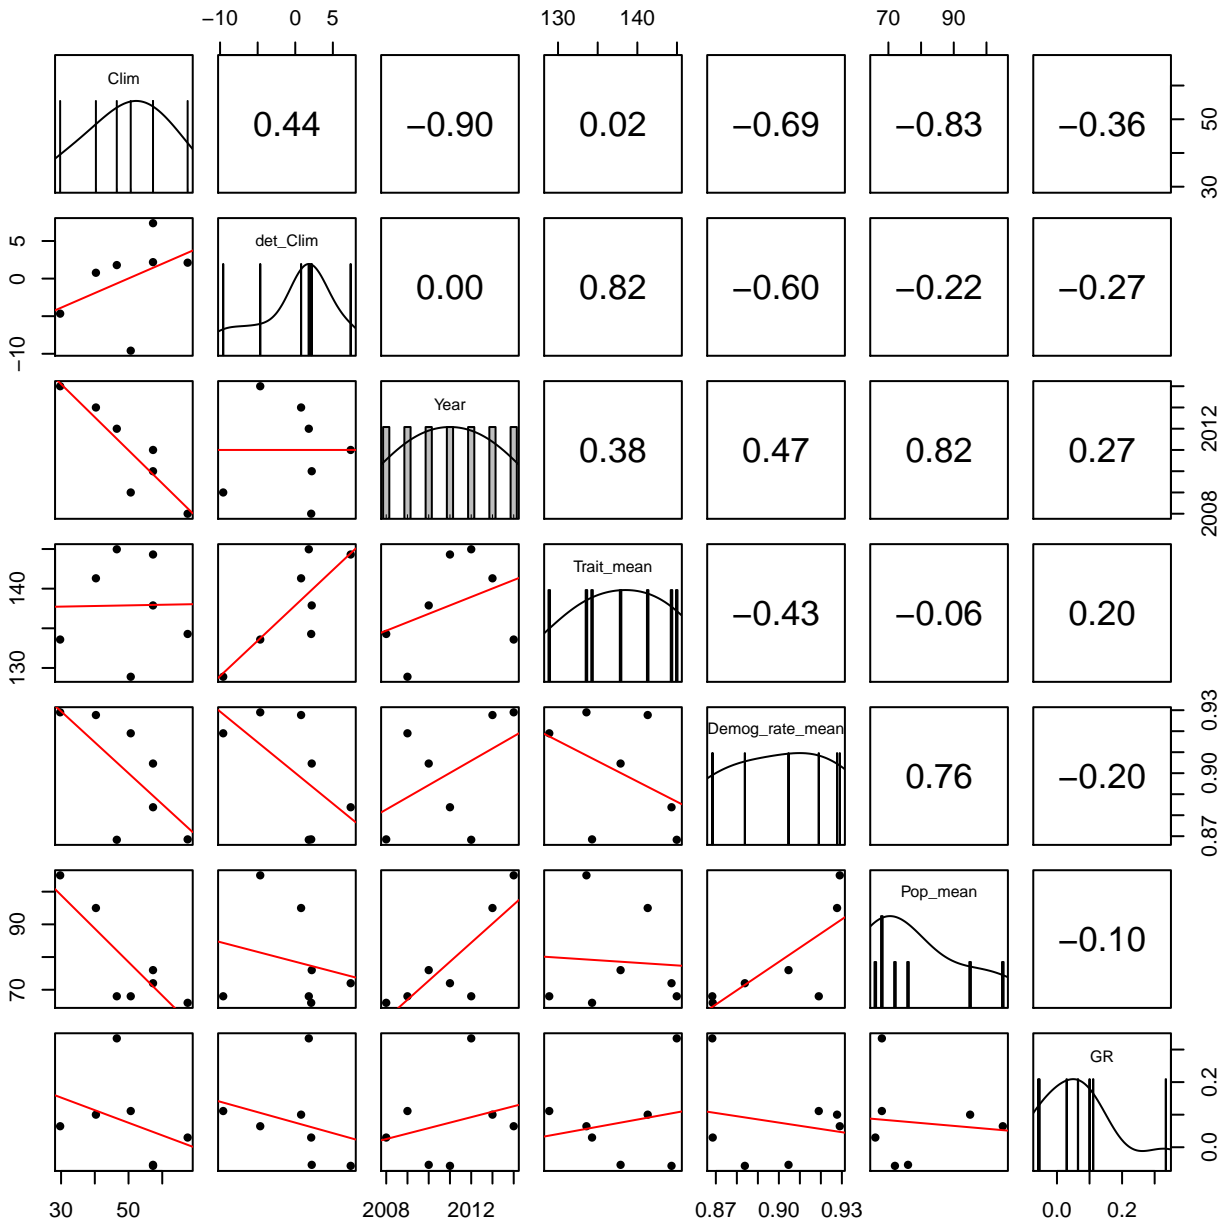 −10 0 5 130 140 70 90
Clim 0.44 −0.90 0.02 −0.69 −0.83 −0.36 30 50
−10 0 5 det_Clim 0.00 0.82 −0.60 −0.22 −0.27
Year 0.38 0.47 0.82 0.27 2008 2012
130 140 Trait_mean −0.43 −0.06 0.20
Demog_rate_mean 0.76 −0.20 0.87 0.90 0.93
70 90 Pop_mean −0.10
GR 0.0 0.2
30 50 2008 2012 0.87 0.90 0.93 0.0 0.2